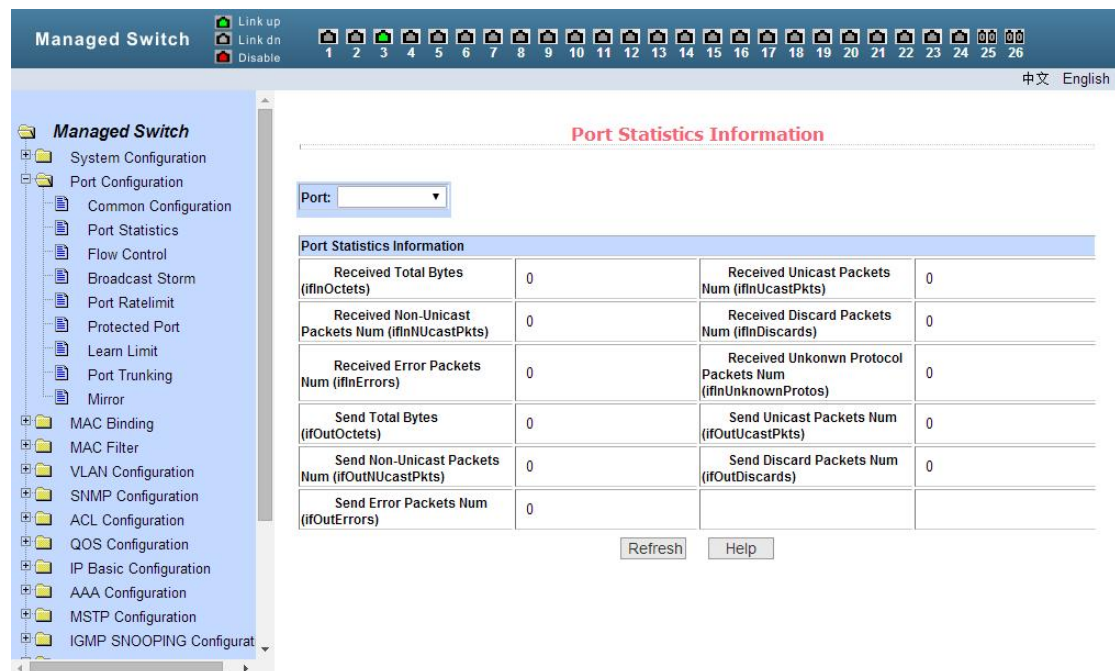 Managed Switch
Link up
Link dn
Disable
1 2 3 4 5 6 7 8 9 10 11 12 13 14 15 16 17 18 19 20 21 22 23 24 25 26
中文 English
Managed Switch
System Configuration
Port Configuration
Common Configuration
Port Statistics
Flow Control
Broadcast Storm
Port Ratelimit
Protected Port
Learn Limit
Port Trunking
Mirror
MAC Binding
MAC Filter
VLAN Configuration
SNMP Configuration
ACL Configuration
QOS Configuration
IP Basic Configuration
AAA Configuration
MSTP Configuration
IGMP SNOOPING Configurat
Port Statistics Information
Port:
Port Statistics Information
Received Total Bytes
(ifInOctets)
0
Received Unicast Packets
Num (ifInUcastPkts)
0
Received Non-Unicast
Packets Num (ifInNUcastPkts)
0
Received Discard Packets
Num (ifInDiscards)
0
Received Error Packets
Num (ifInErrors)
0
Received Unkonwn Protocol
Packets Num
(ifInUnknownProtos)
0
Send Total Bytes
(ifOutOctets)
0
Send Unicast Packets Num
(ifOutUcastPkts)
0
Send Non-Unicast Packets
Num (ifOutNUcastPkts)
0
Send Discard Packets Num
(ifOutDiscards)
0
Send Error Packets Num
(ifOutErrors)
0
Refresh
Help